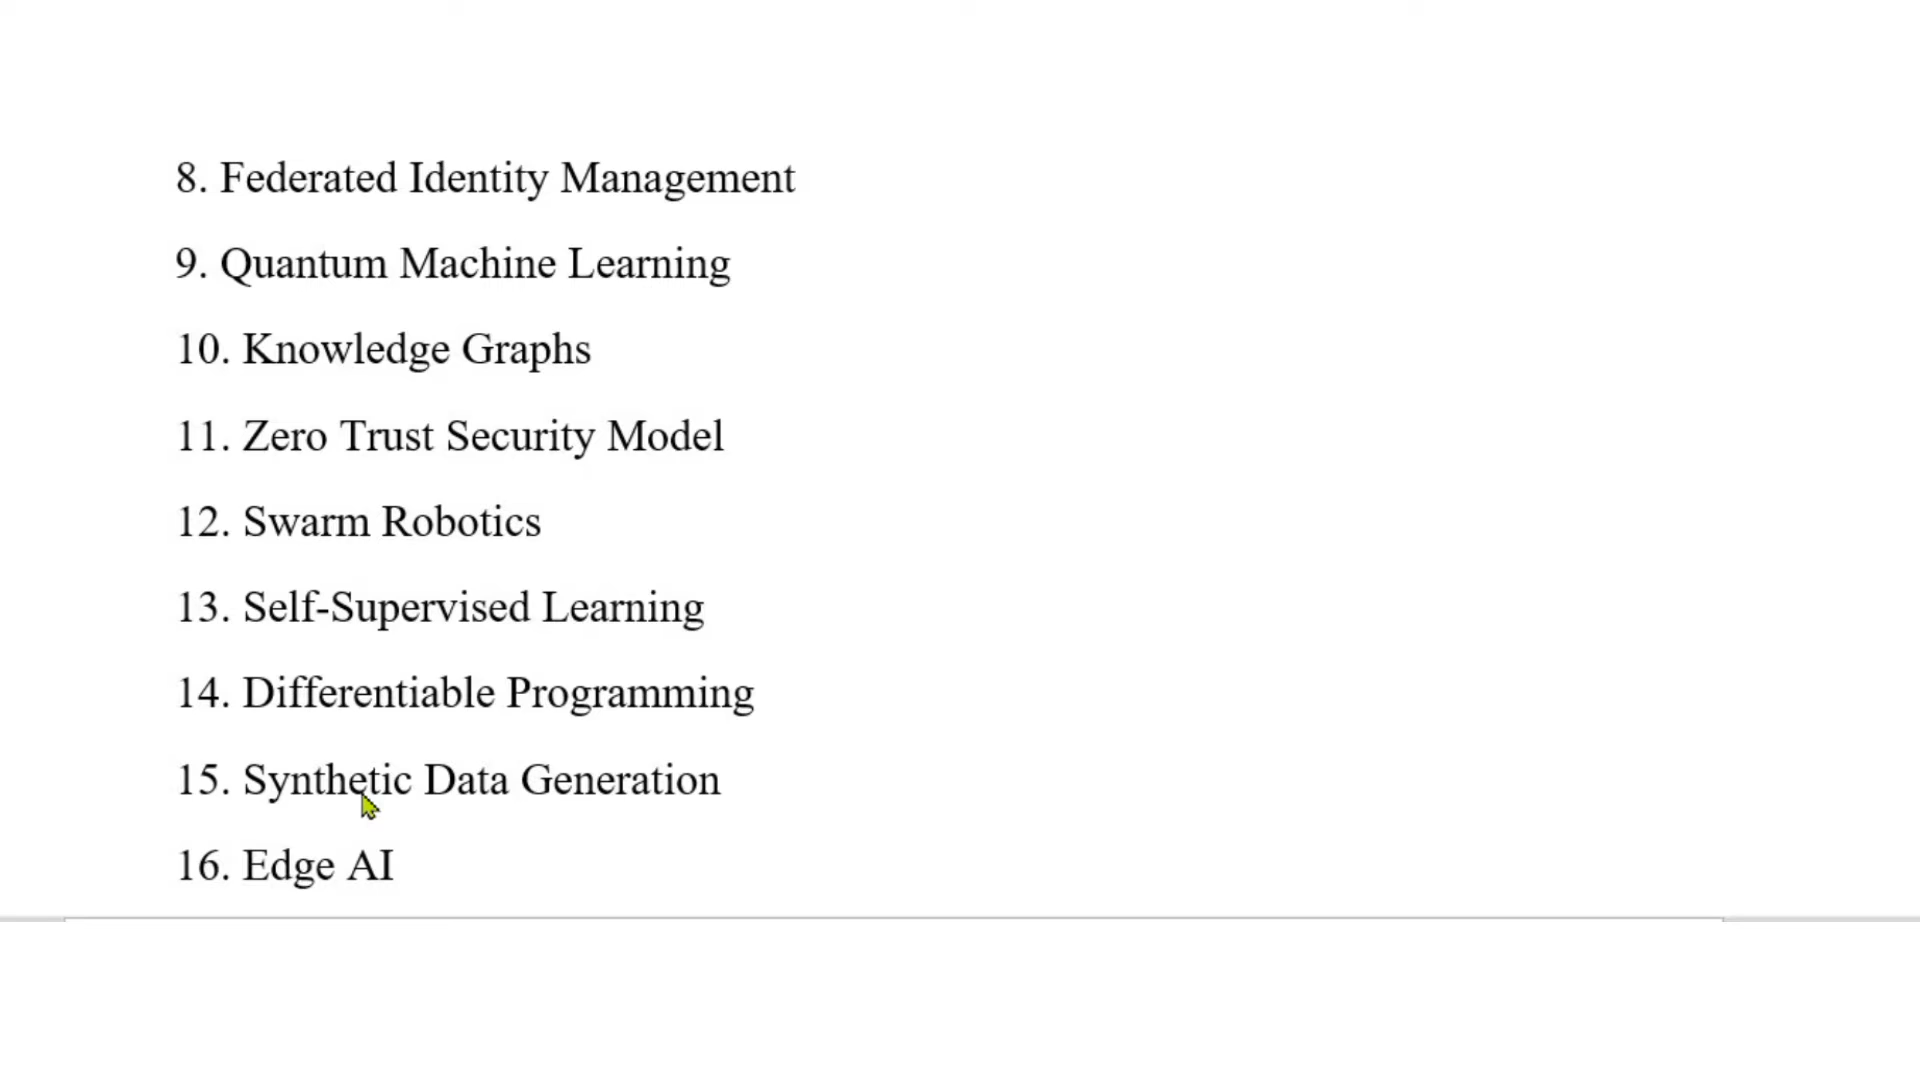 8. Federated Identity Management
9. Quantum Machine Learning
10. Knowledge Graphs
11. Zero Trust Security Model
12. Swarm Robotics
13. Self-Supervised Learning
14. Differentiable Programming
15. Synthetic Data Generation
16. Edge AI